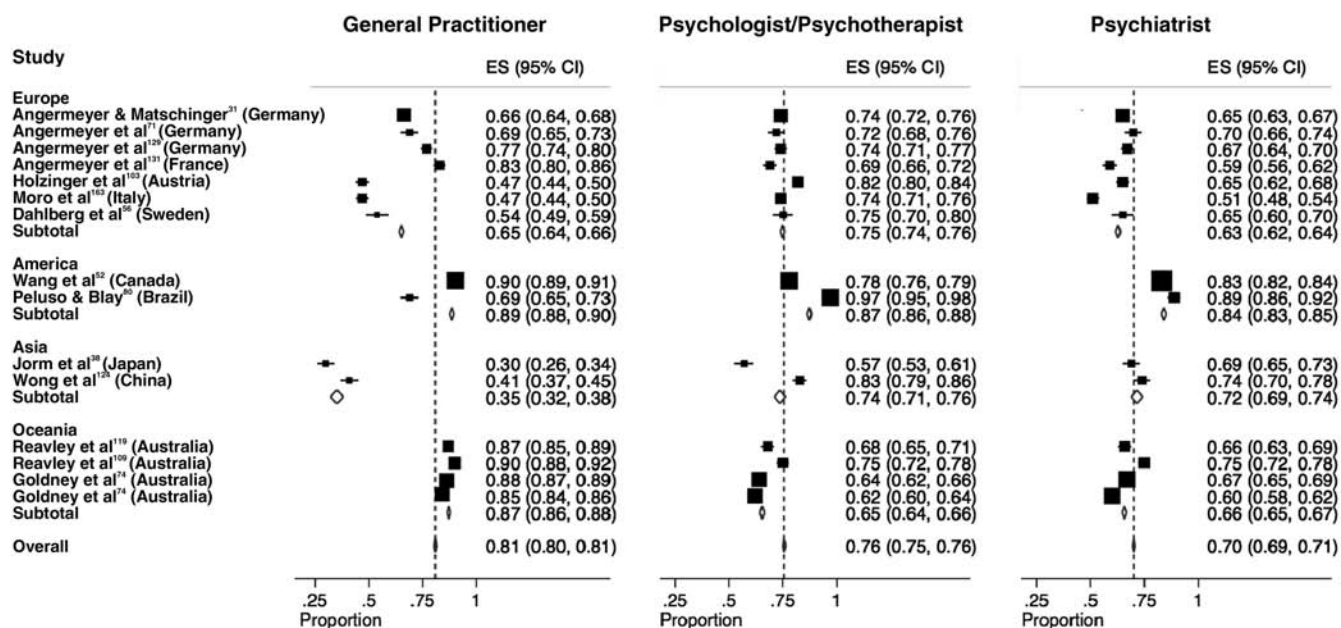 General Practitioner Psychologist/Psychotherapist Psychiatrist
Study ES (95% CI) ES (95% CI) ES (95% CI)
Europe
Angermeyer & Matschinger³¹ (Germany) 0.66 (0.64, 0.68) 0.74 (0.72, 0.76) 0.65 (0.63, 0.67)
Angermeyer et al⁷¹ (Germany) 0.69 (0.65, 0.73) 0.72 (0.68, 0.76) 0.70 (0.66, 0.74)
Angermeyer et al¹²⁹ (Germany) 0.77 (0.74, 0.80) 0.74 (0.71, 0.77) 0.67 (0.64, 0.70)
Angermeyer et al¹³¹ (France) 0.83 (0.80, 0.86) 0.69 (0.66, 0.72) 0.59 (0.56, 0.62)
Holzinger et al¹⁰³ (Austria) 0.47 (0.44, 0.50) 0.82 (0.80, 0.84) 0.65 (0.62, 0.68)
Moro et al¹⁶³ (Italy) 0.47 (0.44, 0.50) 0.74 (0.71, 0.76) 0.51 (0.48, 0.54)
Dahlberg et al⁵⁶ (Sweden) 0.54 (0.49, 0.59) 0.75 (0.70, 0.80) 0.65 (0.60, 0.70)
Subtotal 0.65 (0.64, 0.66) 0.75 (0.74, 0.76) 0.63 (0.62, 0.64)
America
Wang et al⁵² (Canada) 0.90 (0.89, 0.91) 0.78 (0.76, 0.79) 0.83 (0.82, 0.84)
Peluso & Blay⁸⁰ (Brazil) 0.69 (0.65, 0.73) 0.97 (0.95, 0.98) 0.89 (0.86, 0.92)
Subtotal 0.89 (0.88, 0.90) 0.87 (0.86, 0.88) 0.84 (0.83, 0.85)
Asia
Jorm et al³⁸ (Japan) 0.30 (0.26, 0.34) 0.57 (0.53, 0.61) 0.69 (0.65, 0.73)
Wong et al¹²⁴ (China) 0.41 (0.37, 0.45) 0.83 (0.79, 0.86) 0.74 (0.70, 0.78)
Subtotal 0.35 (0.32, 0.38) 0.74 (0.71, 0.76) 0.72 (0.69, 0.74)
Oceania
Reavley et al¹¹⁹ (Australia) 0.87 (0.85, 0.89) 0.68 (0.65, 0.71) 0.66 (0.63, 0.69)
Reavley et al¹⁰⁹ (Australia) 0.90 (0.88, 0.92) 0.75 (0.72, 0.78) 0.75 (0.72, 0.78)
Goldney et al⁷⁴ (Australia) 0.88 (0.87, 0.89) 0.64 (0.62, 0.66) 0.67 (0.65, 0.69)
Goldney et al⁷⁴ (Australia) 0.85 (0.84, 0.86) 0.62 (0.60, 0.64) 0.60 (0.58, 0.62)
Subtotal 0.87 (0.86, 0.88) 0.65 (0.64, 0.66) 0.66 (0.65, 0.67)
Overall 0.81 (0.80, 0.81) 0.76 (0.75, 0.76) 0.70 (0.69, 0.71)
.25 .5 .75 1 .25 .5 .75 1 .25 .5 .75 1
Proportion Proportion Proportion